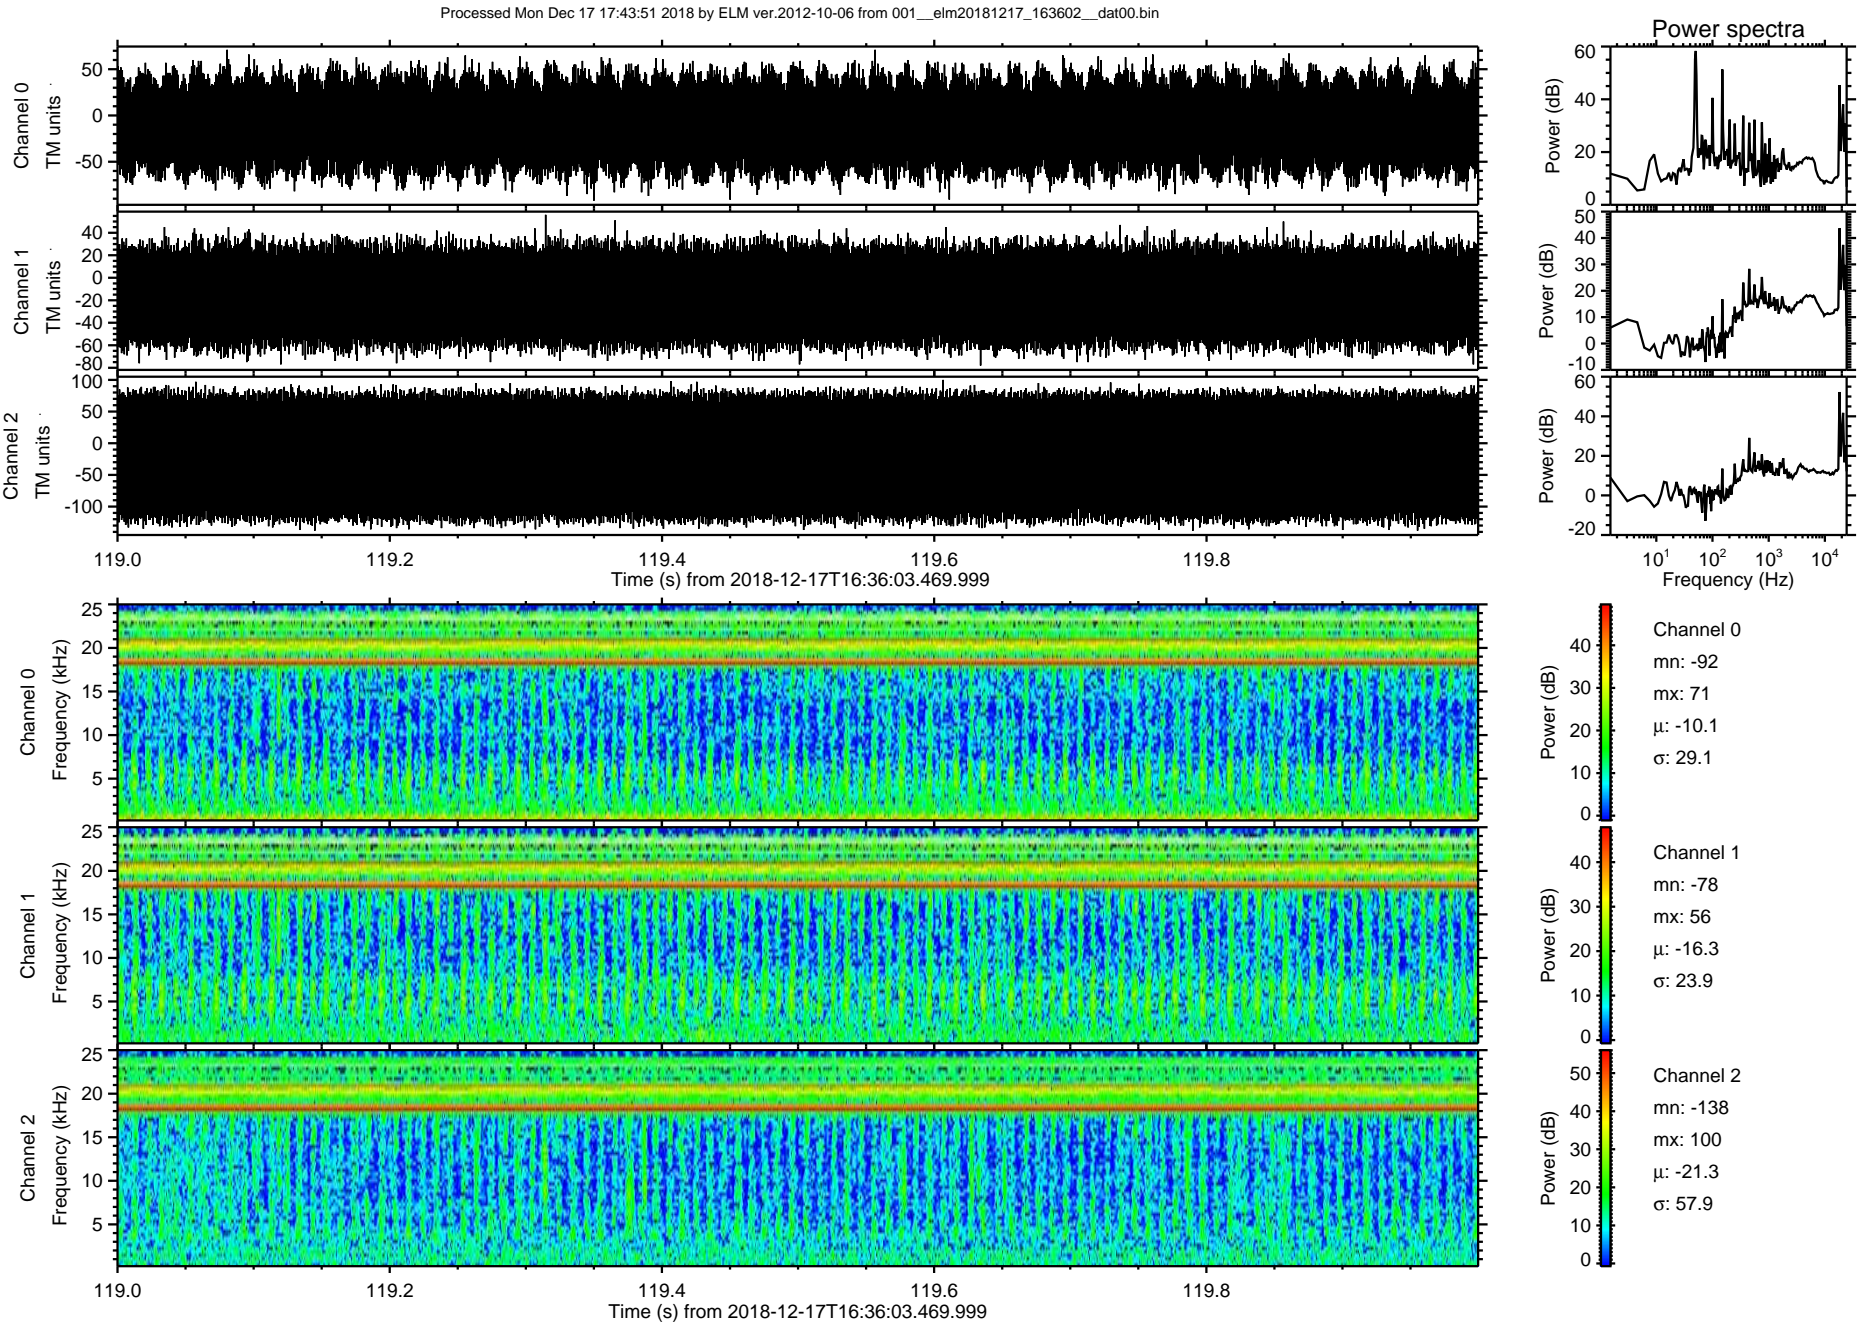 Processed Mon Dec 17 17:43:51 2018 by ELM ver.2012-10-06 from 001__elm20181217_163602__dat00.bin
Power spectra
Channel 0
TM units
50
0
-50
Power (dB)
60
40
20
0
Channel 1
TM units
40
20
0
-20
-40
-60
-80
Power (dB)
50
40
30
20
10
0
-10
Channel 2
TM units
100
50
0
-50
-100
Power (dB)
60
40
20
0
-20
119.0 119.2 119.4 119.6 119.8
Time (s) from 2018-12-17T16:36:03.469.999
10¹ 10² 10³ 10⁴
Frequency (Hz)
Channel 0
Frequency (kHz)
25
20
15
10
5
Power (dB)
40
30
20
10
0
Channel 0
mn: -92
mx: 71
μ: -10.1
σ: 29.1
Channel 1
Frequency (kHz)
25
20
15
10
5
Power (dB)
40
30
20
10
0
Channel 1
mn: -78
mx: 56
μ: -16.3
σ: 23.9
Channel 2
Frequency (kHz)
25
20
15
10
5
Power (dB)
50
40
30
20
10
0
Channel 2
mn: -138
mx: 100
μ: -21.3
σ: 57.9
119.0 119.2 119.4 119.6 119.8
Time (s) from 2018-12-17T16:36:03.469.999